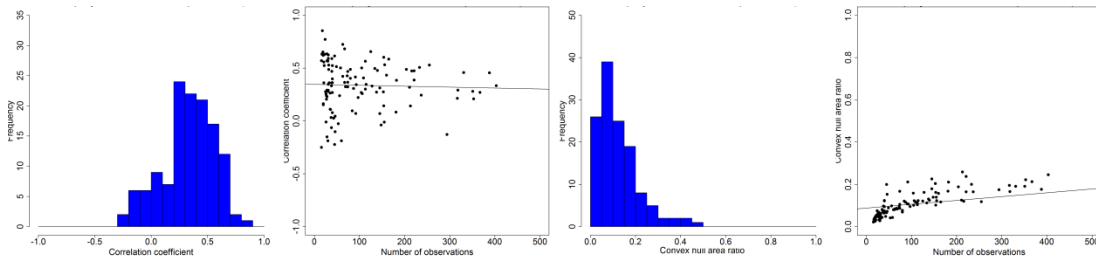 35
30
25
20
15
10
5
0
Frequency
-1.0 -0.5 0.0 0.5 1.0
Correlation coefficient
1.0
0.5
0.0
-0.5
-1.0
Correlation coefficient
0 100 200 300 400 500
Number of observations
50
40
30
20
10
0
Frequency
0.0 0.2 0.4 0.6 0.8 1.0
Convex hull area ratio
1.0
0.8
0.6
0.4
0.2
0.0
Convex hull area ratio
0 100 200 300 400 500
Number of observations